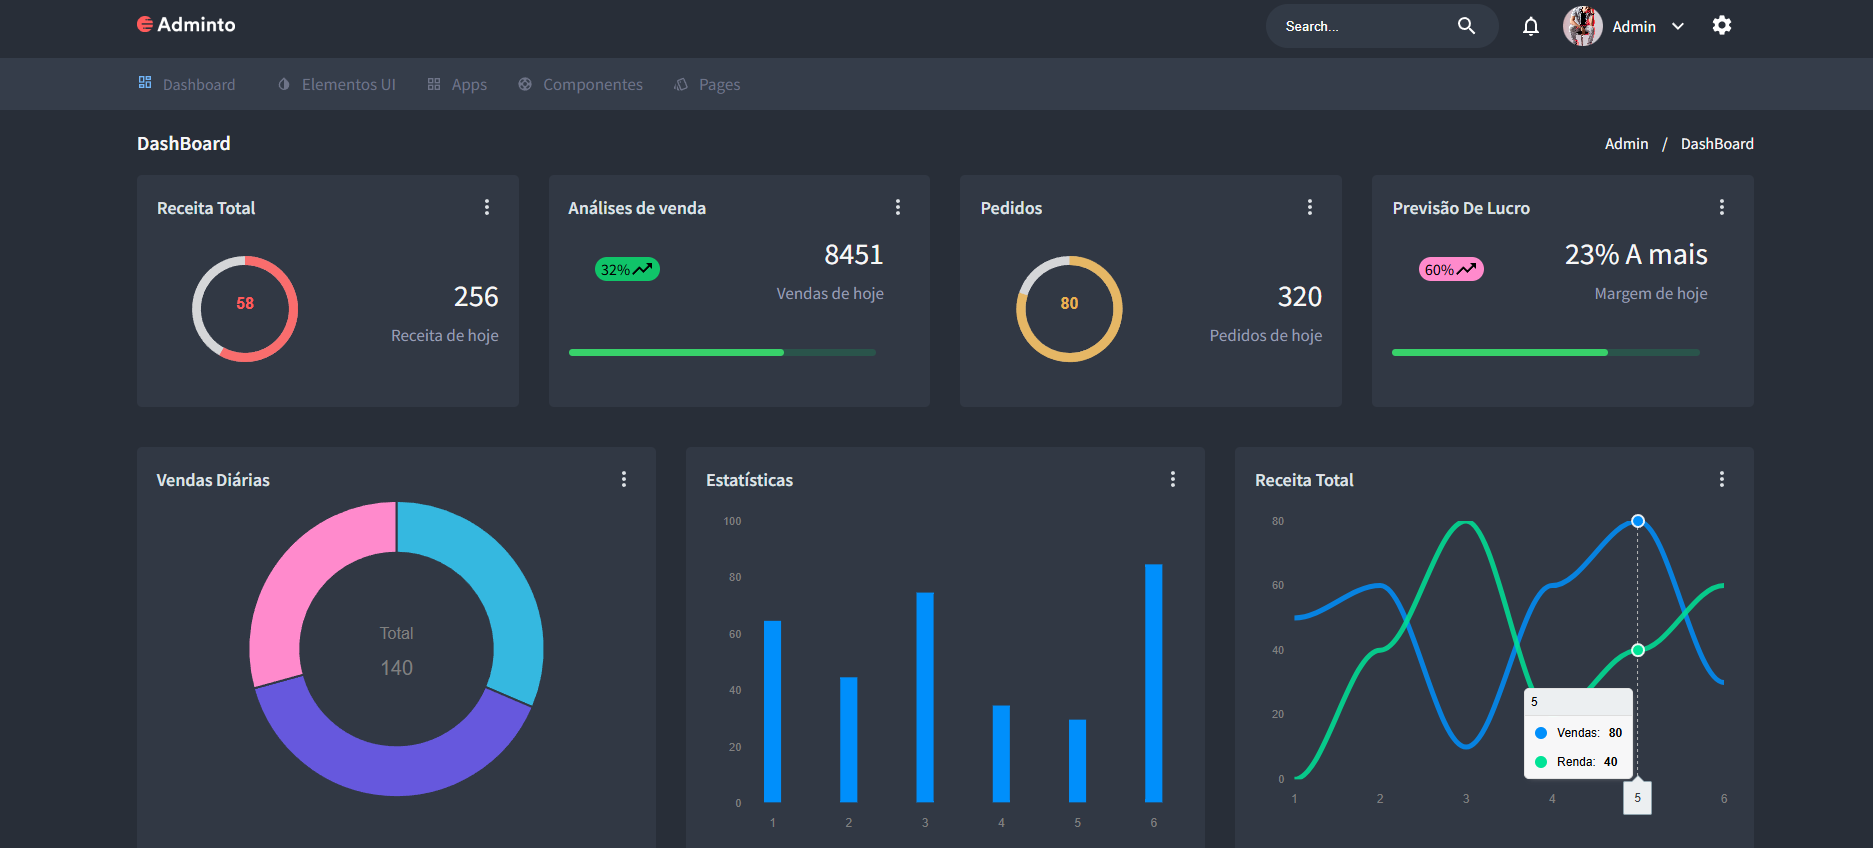 Adminto
Search...
Admin
Dashboard
Elementos UI
Apps
Componentes
Pages
DashBoard
Admin / DashBoard
Receita Total
58
256
Receita de hoje
Análises de venda
32%
8451
Vendas de hoje
Pedidos
80
320
Pedidos de hoje
Previsão De Lucro
60%
23% A mais
Margem de hoje
Vendas Diárias
Total
140
Estatísticas
100
80
60
40
20
0
1 2 3 4 5 6
Receita Total
80
60
40
20
0
5
Vendas: 80
Renda: 40
1 2 3 4 5 6